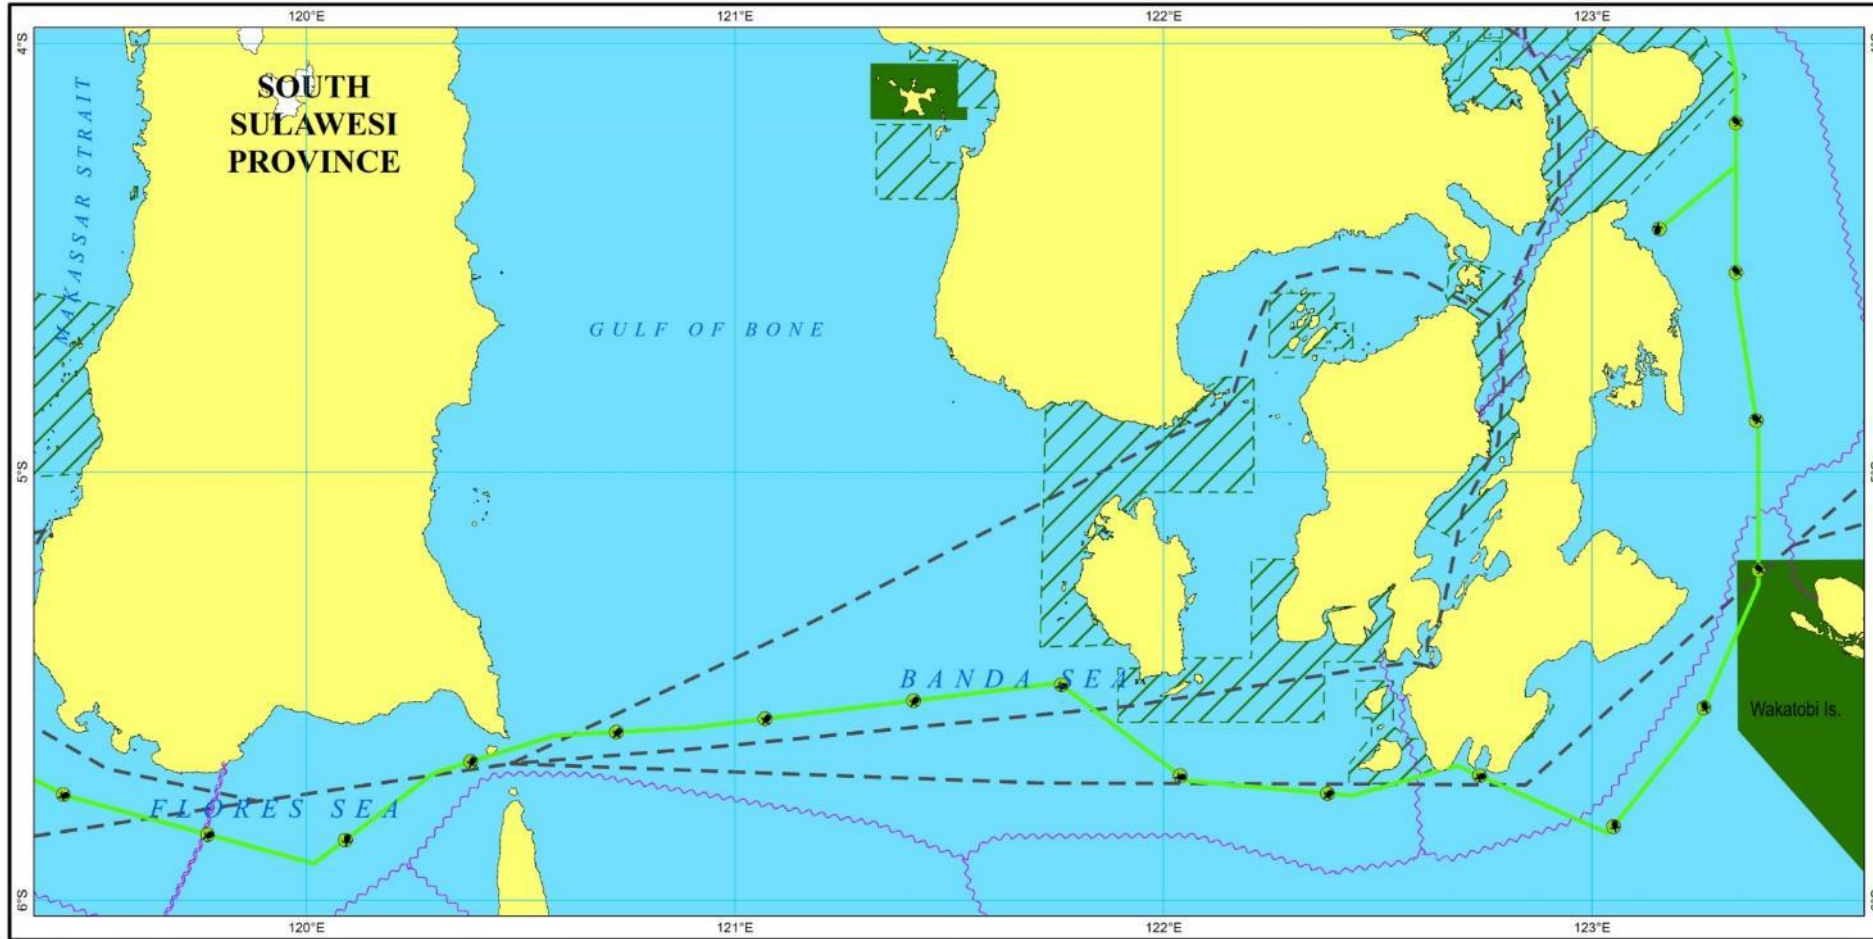 120°E
121°E
122°E
123°E
4°S
MAKASSAR STRAIT
SOUTH
SULAWESI
PROVINCE
GULF OF BONE
5°S
BANDA SEA
Wakatobi Is.
FLORES SEA
6°S
120°E
121°E
122°E
123°E